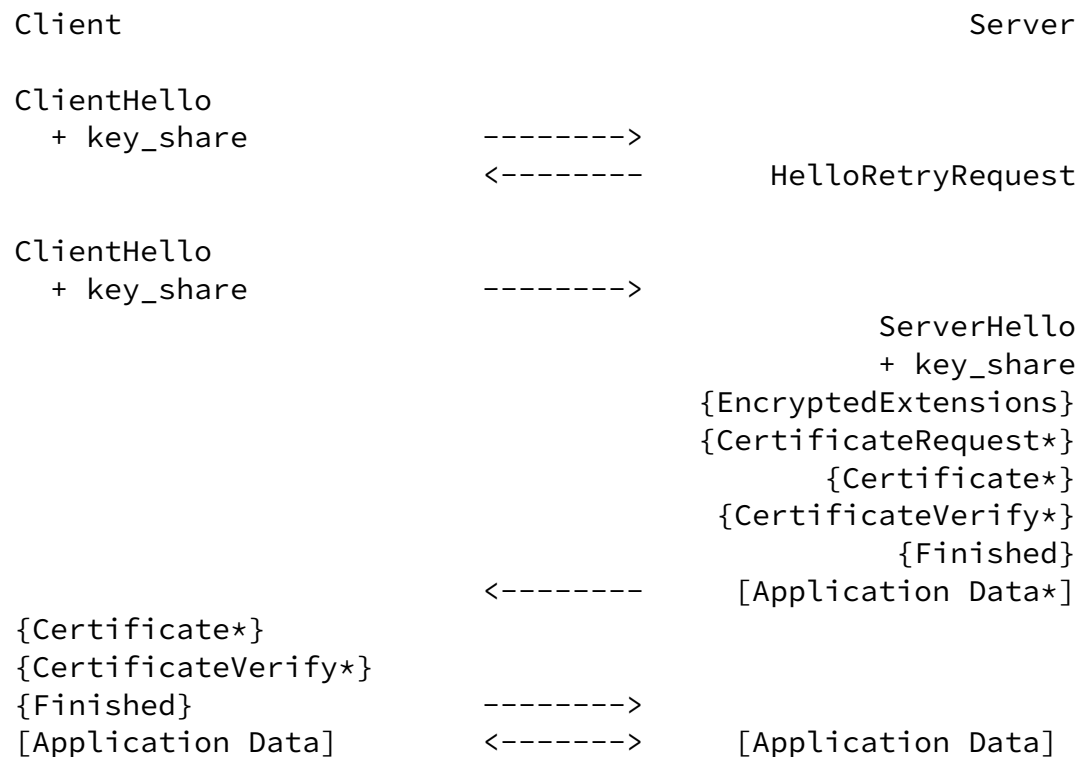 Client                                               Server

ClientHello
  + key_share             -------->
                          <--------       HelloRetryRequest

ClientHello
  + key_share             -------->
                                                ServerHello
                                                + key_share
                                      {EncryptedExtensions}
                                      {CertificateRequest*}
                                             {Certificate*}
                                       {CertificateVerify*}
                                                 {Finished}
                          <--------     [Application Data*]
{Certificate*}
{CertificateVerify*}
{Finished}                -------->
[Application Data]        <------->     [Application Data]